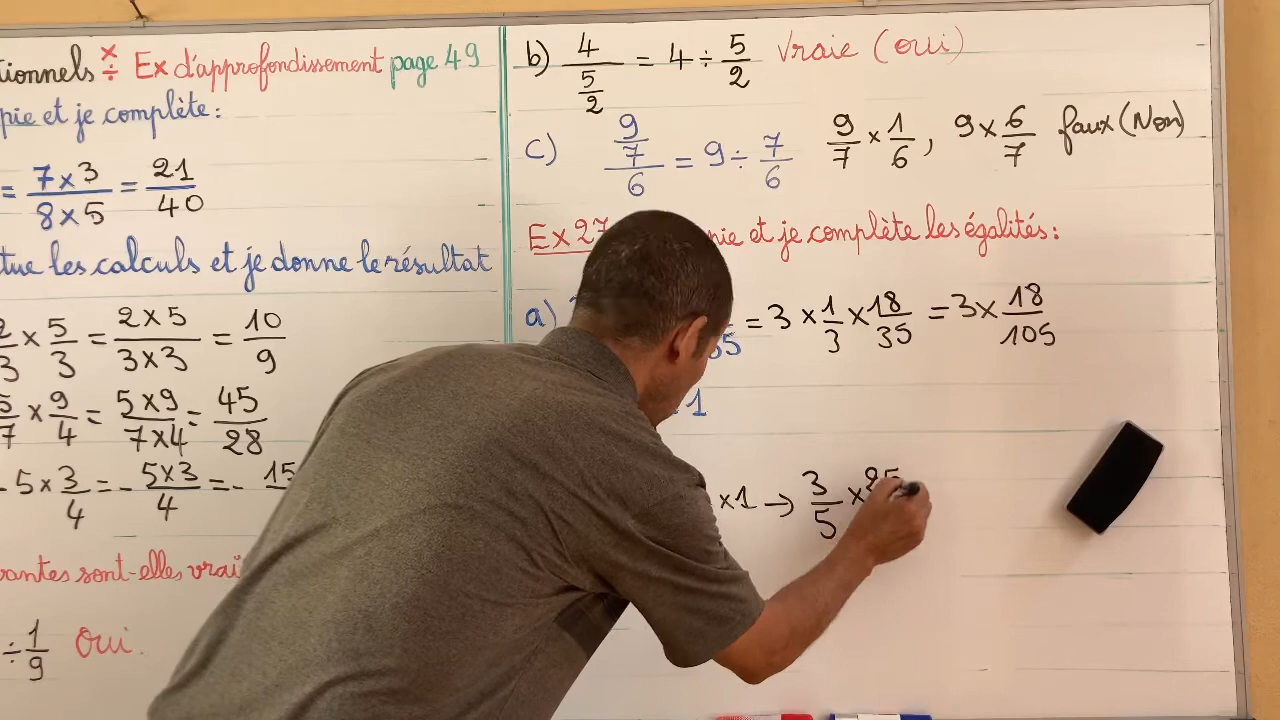 tionnels ×÷ Ex d'approfondissement page 49
pie et je complète :
= 7×3/8×5 = 21/40
tue les calculs et je donne le résultat
2/3 × 5/3 = 2×5/3×3 = 10/9
5/7 × 9/4 = 5×9/7×4 = 45/28
- 5 × 3/4 = - 5×3/4 = - 15
vantes sont-elles vrai
÷ 1/9 Oui.
b) 4/(5/2) = 4 ÷ 5/2 Vraie (oui)
c) (9/7)/6 = 9 ÷ 7/6 9/7 × 1/6 , 9 × 6/7 faux (Non)
Ex 27 pie et je complète les égalités :
a) 35 = 3 × 1/3 × 18/35 = 3 × 18/105
1
×1 → 3/5 ×